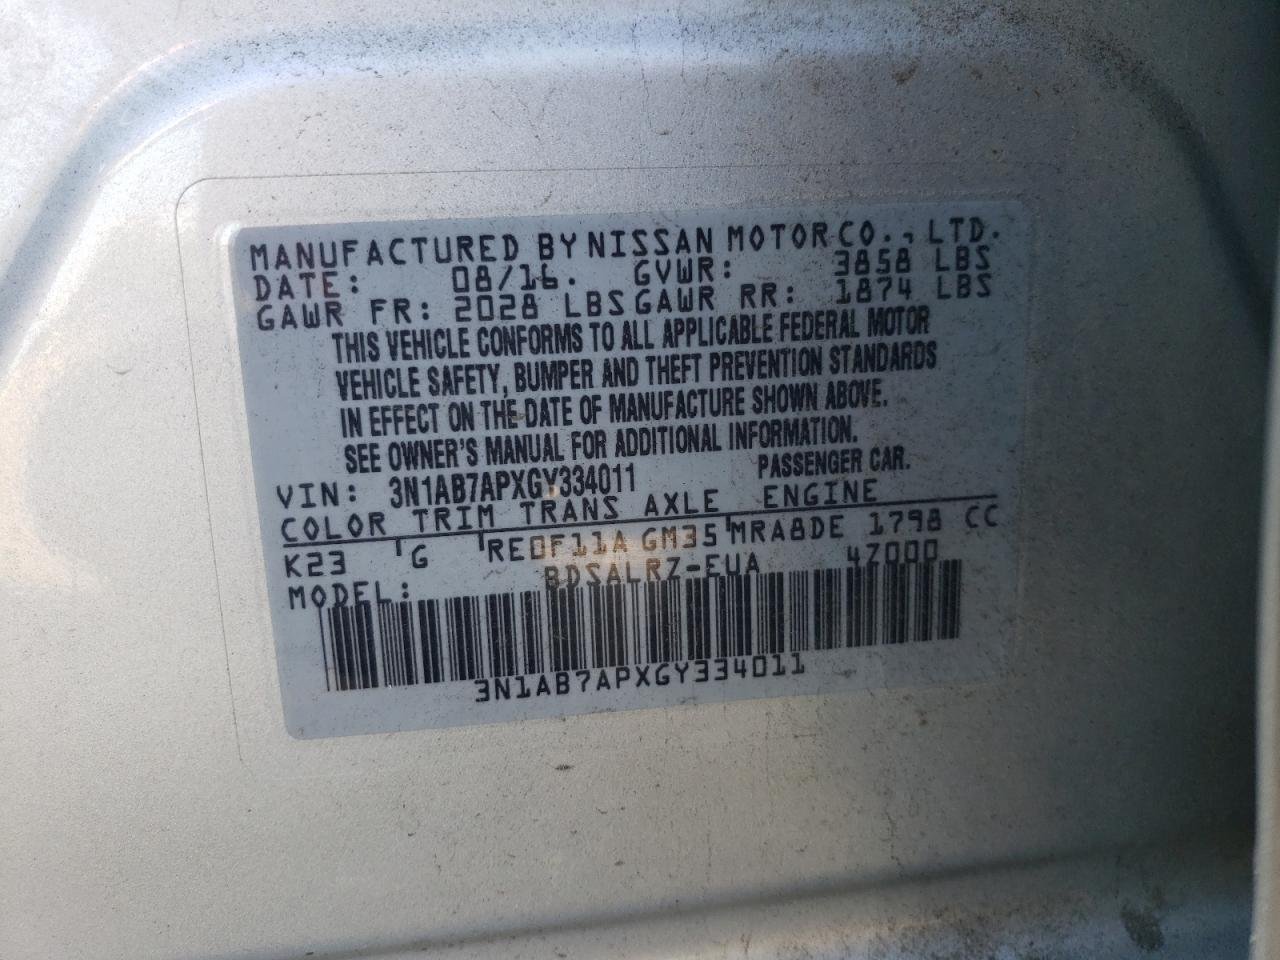 MANUFACTURED BY NISSAN MOTOR CO., LTD.
DATE: 08/16. GVWR: 3858 LBS
GAWR FR: 2028 LBS GAWR RR: 1874 LBS
THIS VEHICLE CONFORMS TO ALL APPLICABLE FEDERAL MOTOR
VEHICLE SAFETY, BUMPER AND THEFT PREVENTION STANDARDS
IN EFFECT ON THE DATE OF MANUFACTURE SHOWN ABOVE.
SEE OWNER'S MANUAL FOR ADDITIONAL INFORMATION.
VIN: 3N1AB7APXGY334011 PASSENGER CAR.
COLOR TRIM TRANS AXLE ENGINE
K23 G RE0F11A GM35 MRA8DE 1798 CC
MODEL: BDSALRZ-EUA 4Z000
3N1AB7APXGY334011